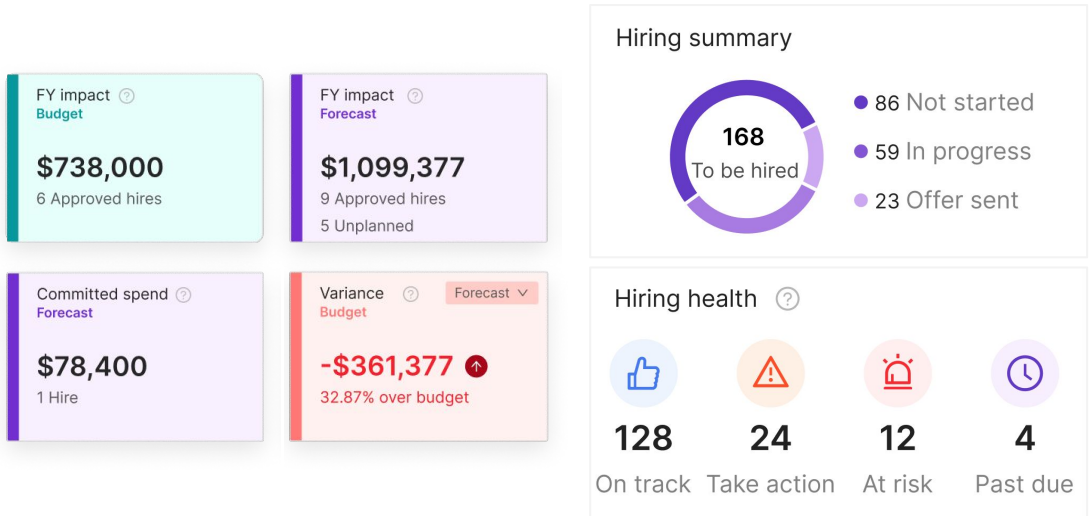 FY impact
Budget
$738,000
6 Approved hires
FY impact
Forecast
$1,099,377
9 Approved hires
5 Unplanned
Committed spend
Forecast
$78,400
1 Hire
Variance
Forecast
Budget
-$361,377
32.87% over budget
Hiring summary
168
To be hired
86 Not started
59 In progress
23 Offer sent
Hiring health
128
On track
24
Take action
12
At risk
4
Past due